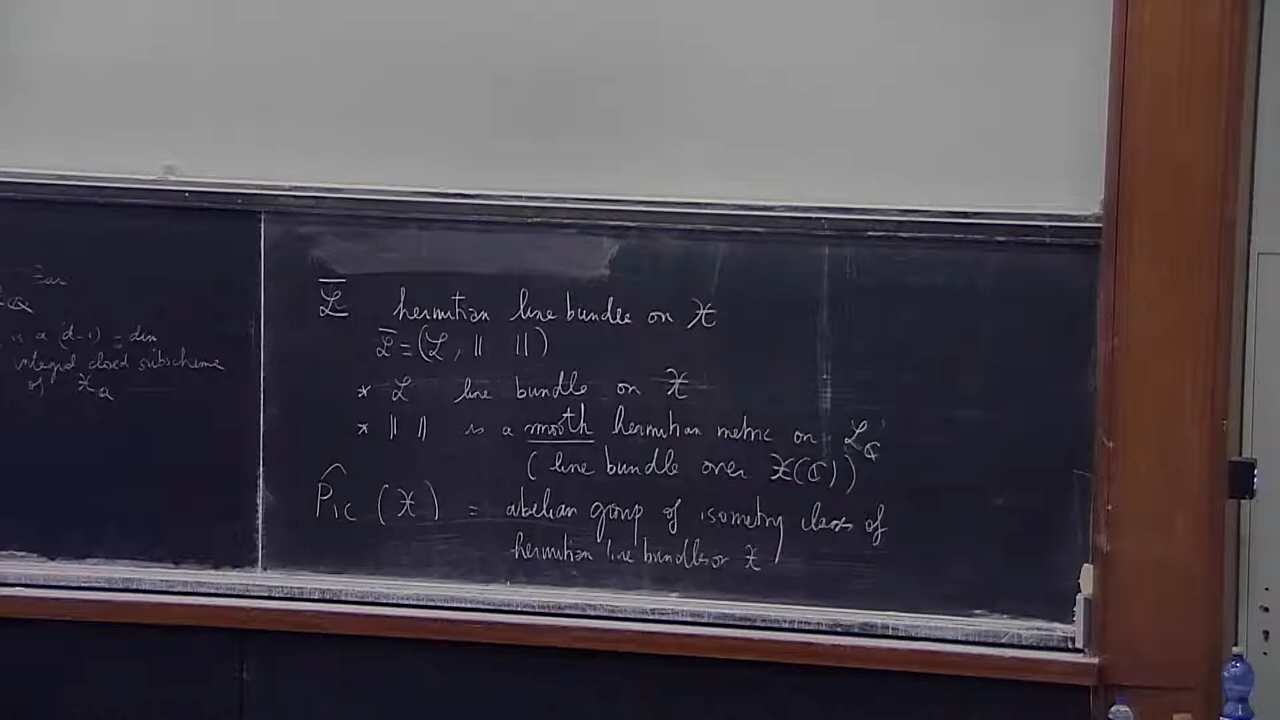 is a (d-1) = dim
integral closed subscheme
of 𝒳_Q
ℒ̅ hermitian line bundle on 𝒳
ℒ̅ = (ℒ, || ||)
* ℒ line bundle on 𝒳
* || || is a smooth hermitian metric on ℒ_ℂ
(line bundle over 𝒳(ℂ))
P̂ic (𝒳) = abelian group of isometry class of
hermitian line bundles on 𝒳